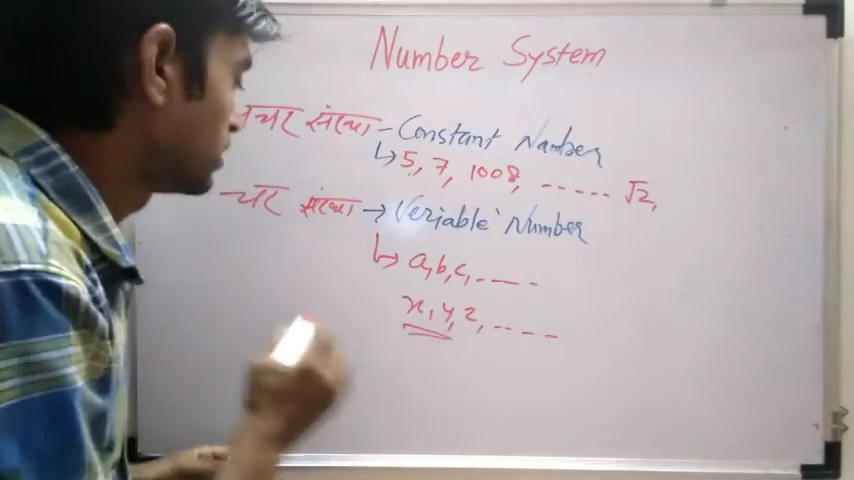 Number System
चर संख्या - Constant Number
↳ 5, 7, 1008, ...... √2,
चर संख्या → Veriable Number
↳ a, b, c, ....
x, y, z, ....